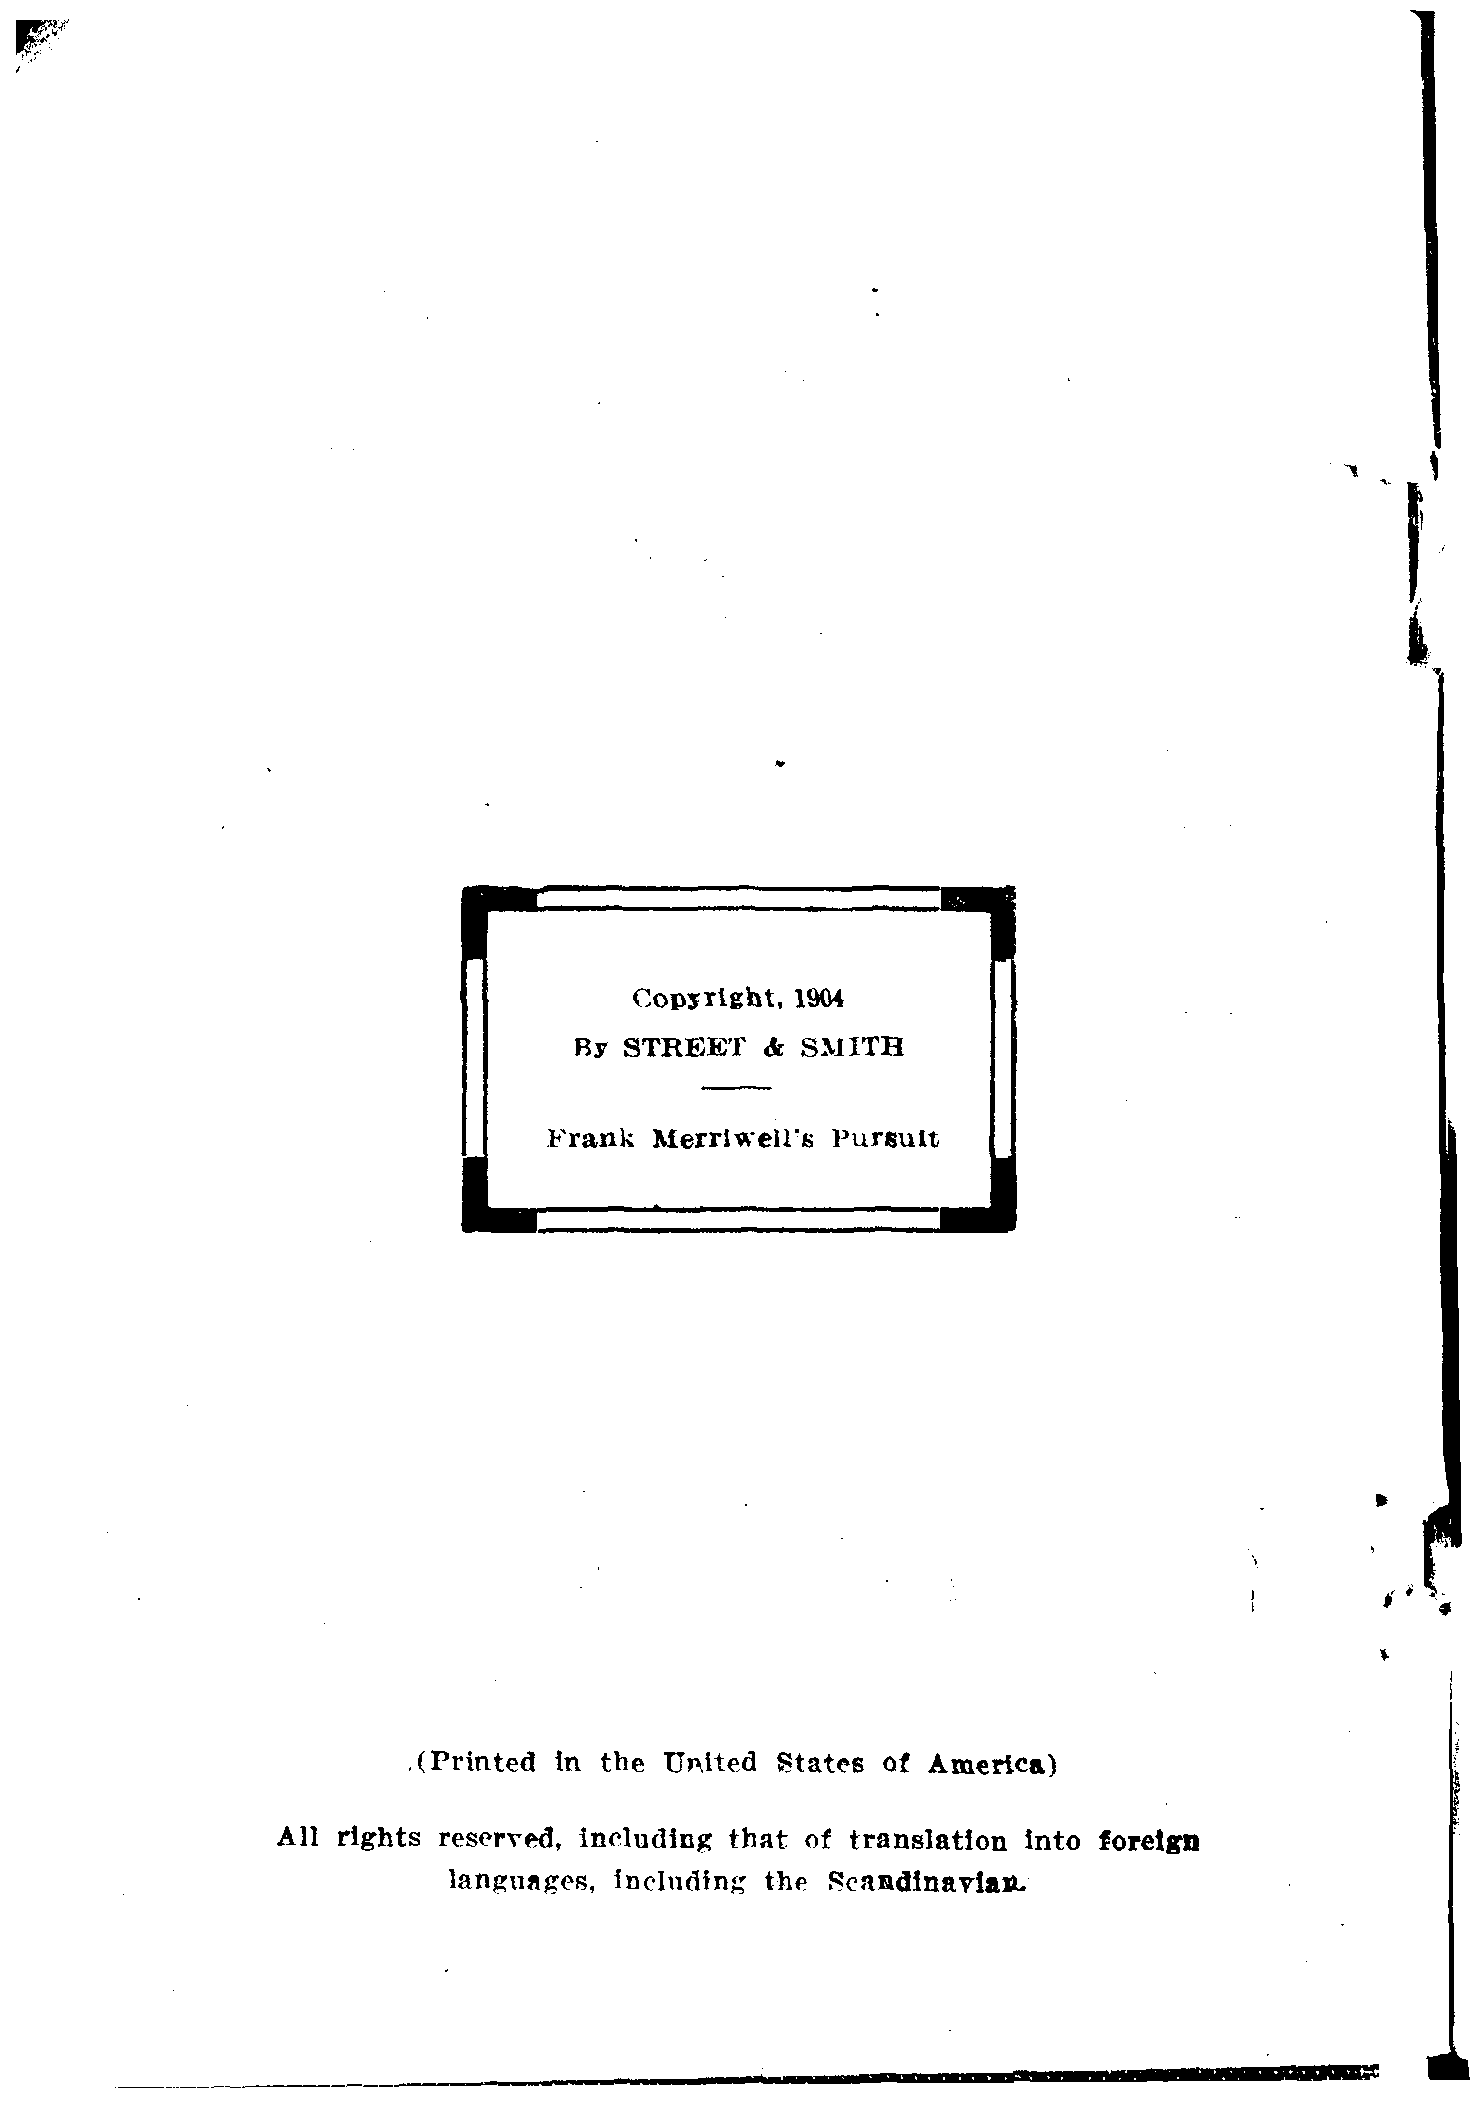 Copyright, 1904
By STREET & SMITH
Frank Merriwell's Pursuit
(Printed in the United States of America)
All rights reserved, including that of translation into foreign
languages, including the Scandinavian.